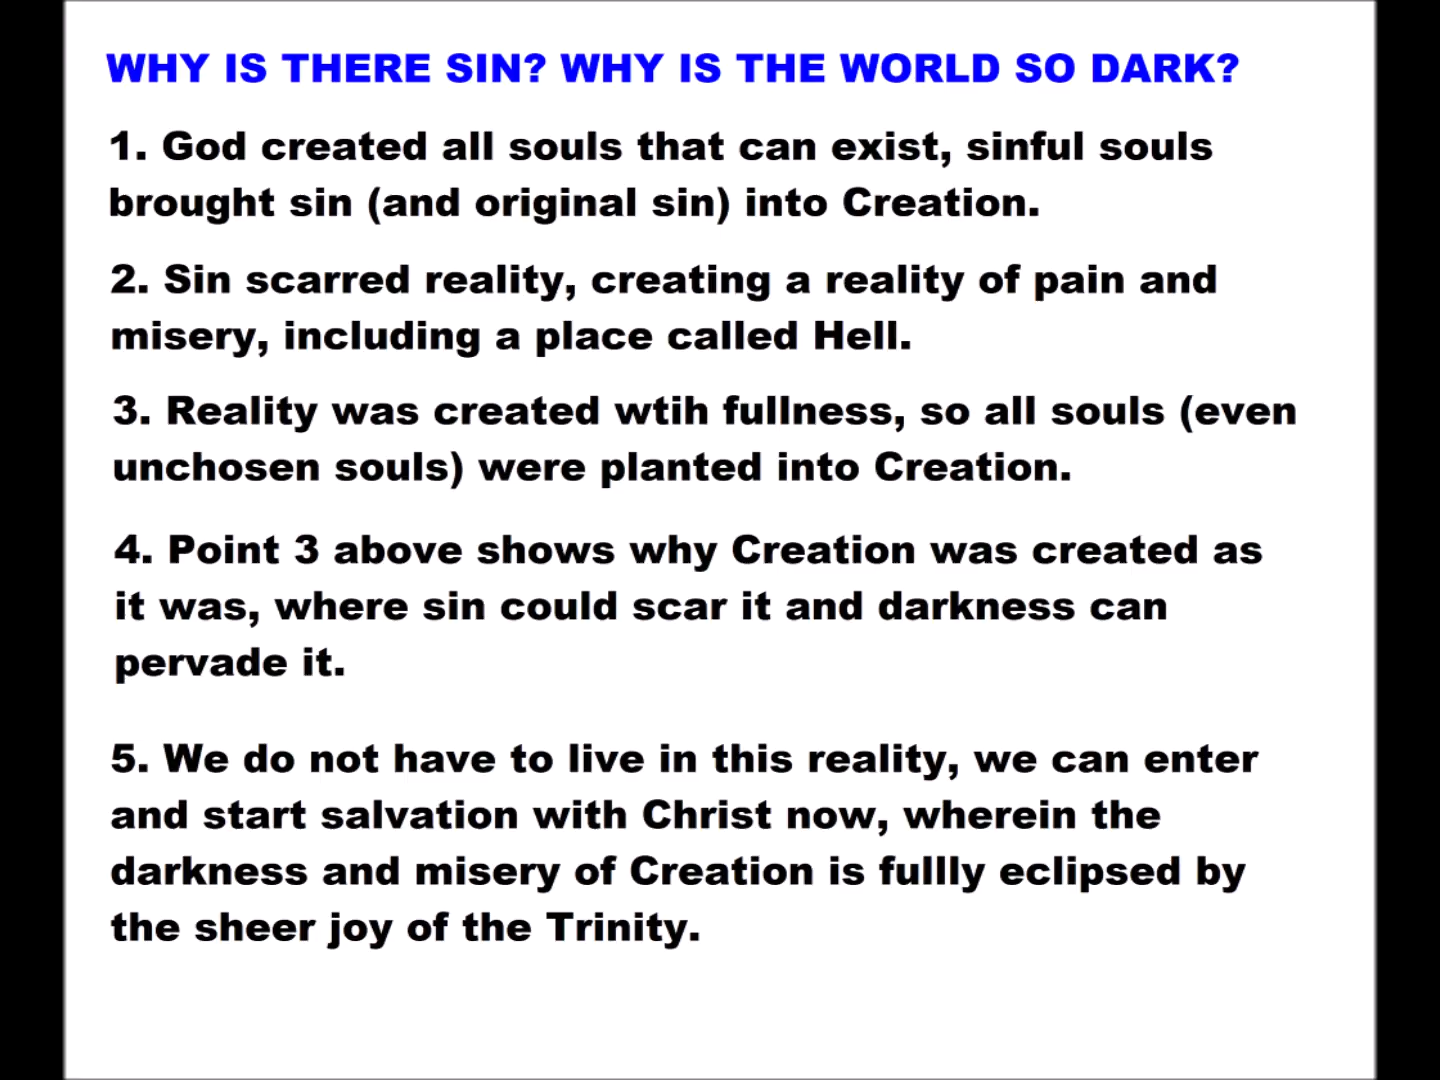 WHY IS THERE SIN? WHY IS THE WORLD SO DARK?
1. God created all souls that can exist, sinful souls
brought sin (and original sin) into Creation.
2. Sin scarred reality, creating a reality of pain and
misery, including a place called Hell.
3. Reality was created wtih fullness, so all souls (even
unchosen souls) were planted into Creation.
4. Point 3 above shows why Creation was created as
it was, where sin could scar it and darkness can
pervade it.
5. We do not have to live in this reality, we can enter
and start salvation with Christ now, wherein the
darkness and misery of Creation is fullly eclipsed by
the sheer joy of the Trinity.